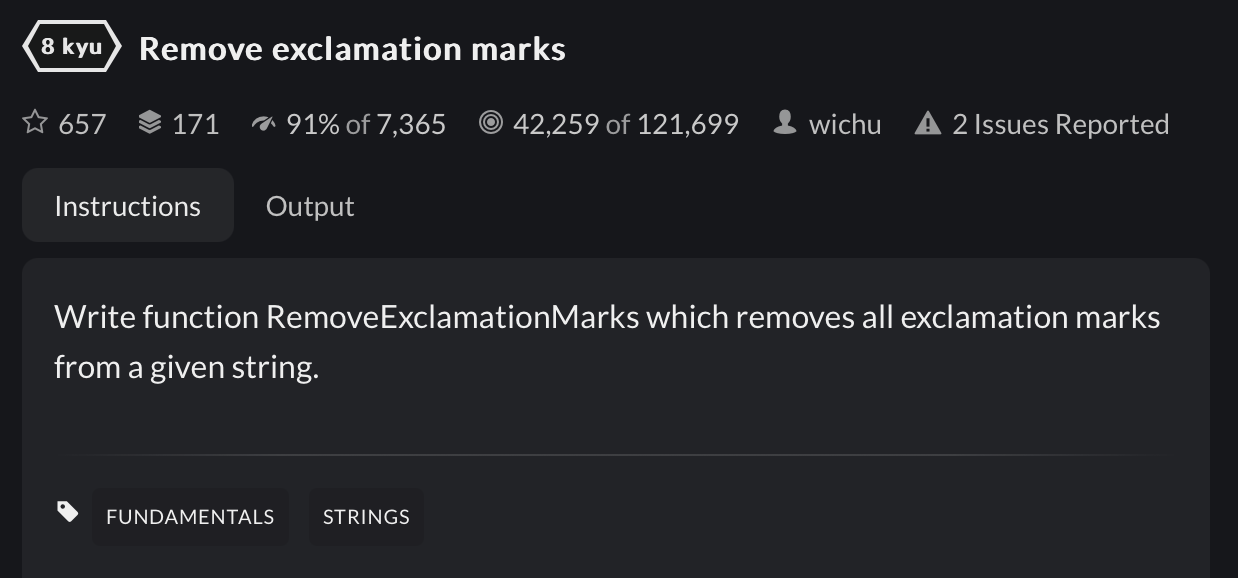 8 kyu Remove exclamation marks
657 171 91% of 7,365 42,259 of 121,699 wichu 2 Issues Reported
Instructions Output
Write function RemoveExclamationMarks which removes all exclamation marks
from a given string.
FUNDAMENTALS STRINGS